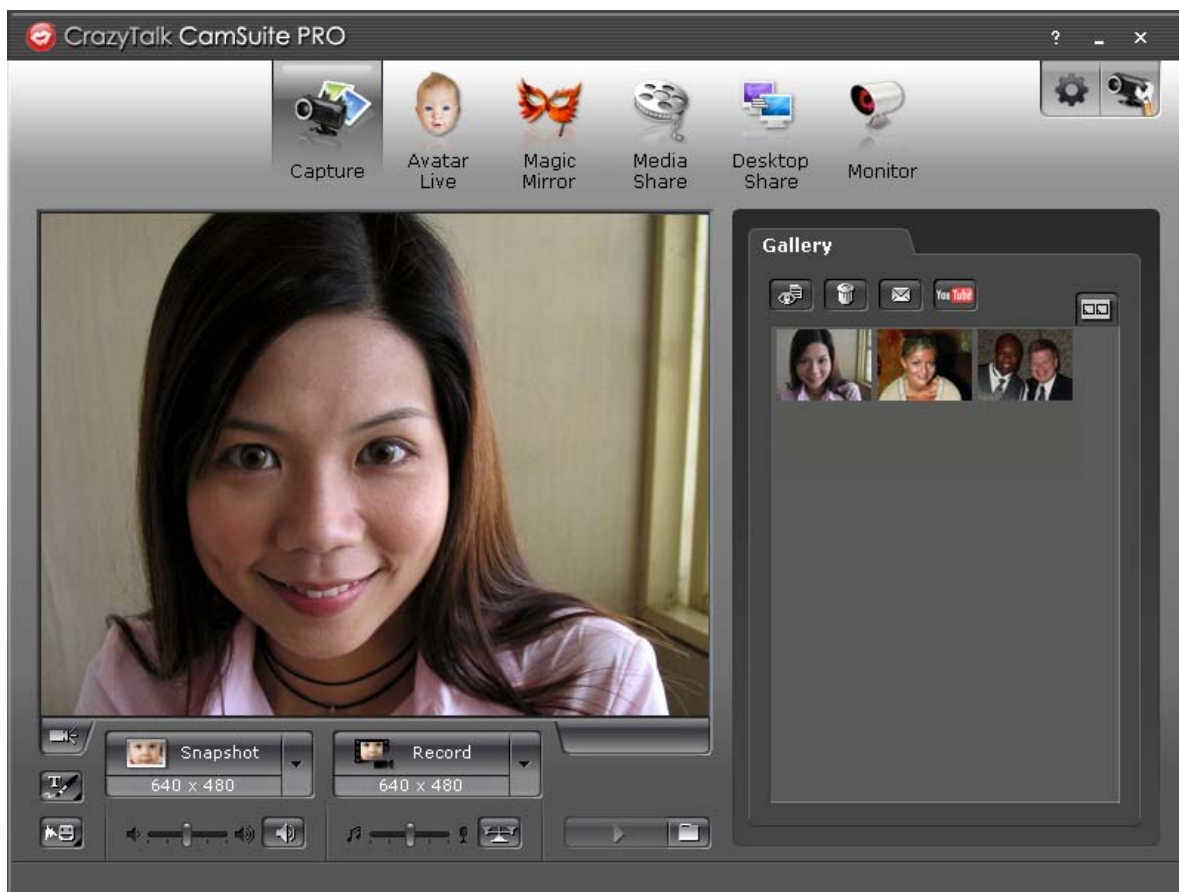 CrazyTalk CamSuite PRO
?
Capture
Avatar
Live
Magic
Mirror
Media
Share
Desktop
Share
Monitor
Gallery
You Tube
Snapshot
640 x 480
Record
640 x 480
T